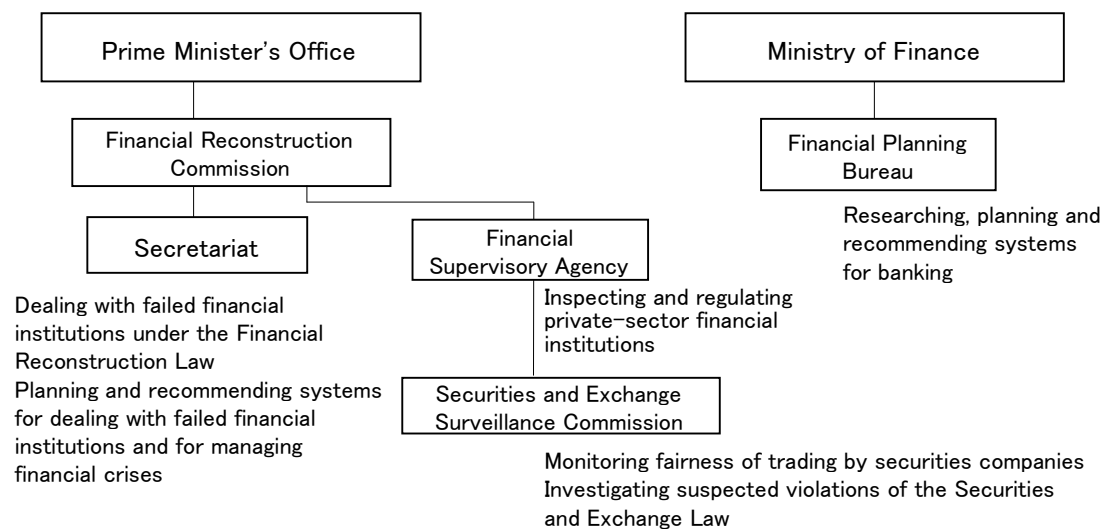 Prime Minister's Office
Ministry of Finance
Financial Reconstruction
Commission
Financial Planning
Bureau
Researching, planning and
recommending systems
for banking
Secretariat
Financial
Supervisory Agency
Dealing with failed financial
institutions under the Financial
Reconstruction Law
Planning and recommending systems
for dealing with failed financial
institutions and for managing
financial crises
Inspecting and regulating
private-sector financial
institutions
Securities and Exchange
Surveillance Commission
Monitoring fairness of trading by securities companies
Investigating suspected violations of the Securities
and Exchange Law